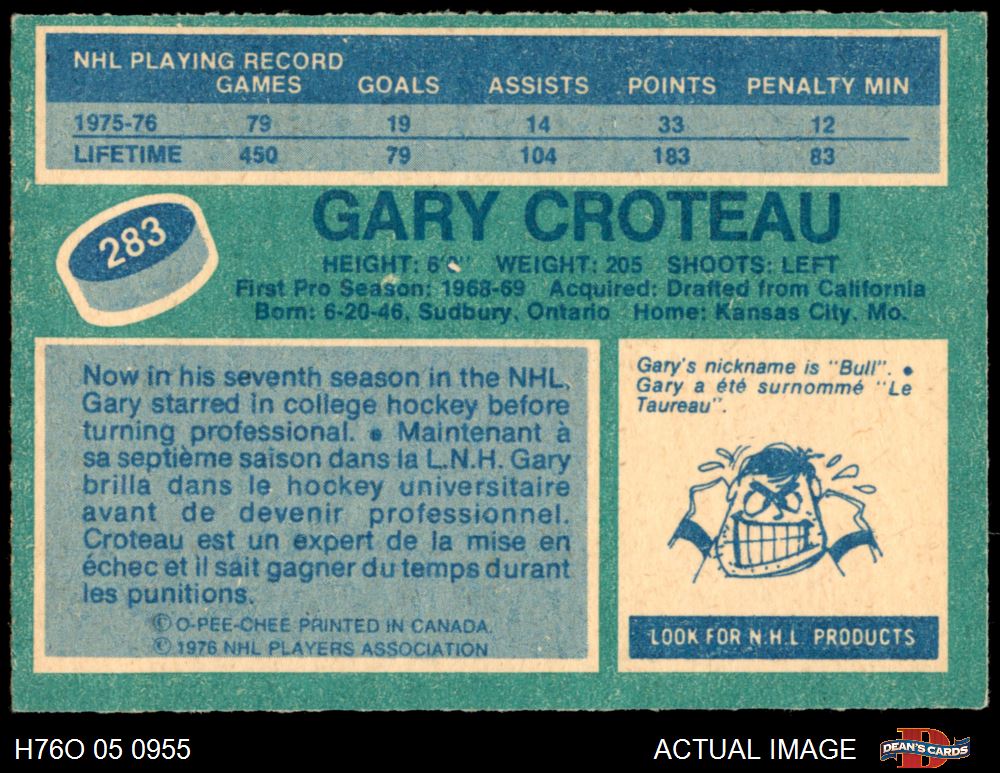 NHL PLAYING RECORD
GAMES GOALS ASSISTS POINTS PENALTY MIN
1975-76 79 19 14 33 12
LIFETIME 450 79 104 183 83
283
GARY CROTEAU
HEIGHT: WEIGHT: 205 SHOOTS: LEFT
First Pro Season: 1968-69 Acquired: Drafted from California
Born: 6-20-46, Sudbury, Ontario Home: Kansas City, Mo.
Now in his seventh season in the NHL,
Gary starred in college hockey before
turning professional. • Maintenant à
sa septième saison dans la L.N.H. Gary
brilla dans le hockey universitaire
avant de devenir professionnel.
Croteau est un expert de la mise en
échec et il sait gagner du temps durant
les punitions.
© O-PEE-CHEE PRINTED IN CANADA.
© 1976 NHL PLAYERS ASSOCIATION
Gary's nickname is "Bull". •
Gary a été surnommé "Le
Taureau".
LOOK FOR N.H.L PRODUCTS
H76O 05 0955
ACTUAL IMAGE
DEAN'S CARDS